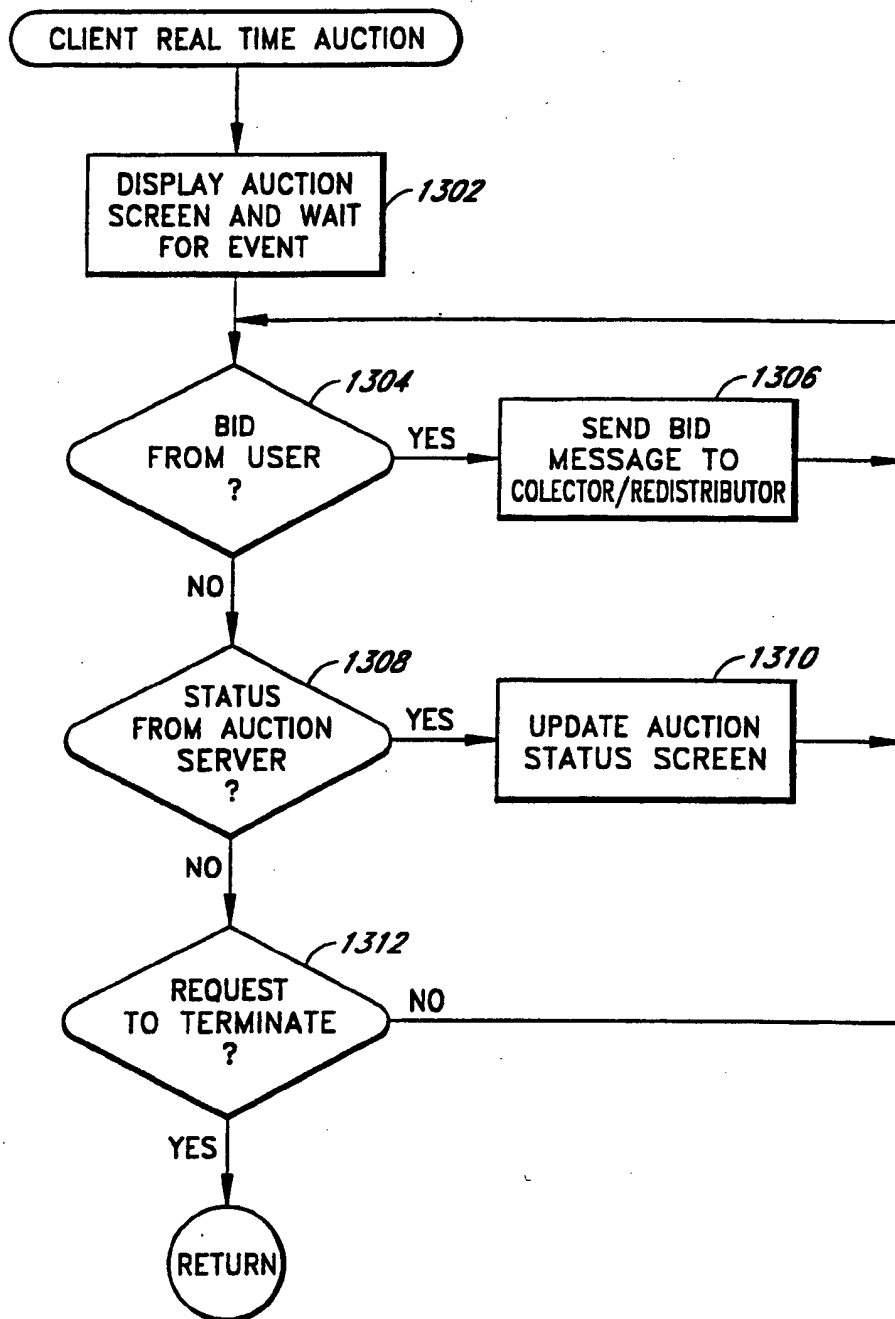 CLIENT REAL TIME AUCTION
DISPLAY AUCTION
SCREEN AND WAIT
FOR EVENT
1302
BID
FROM USER
?
1304
YES
SEND BID
MESSAGE TO
COLECTOR/REDISTRIBUTOR
1306
NO
STATUS
FROM AUCTION
SERVER
?
1308
YES
UPDATE AUCTION
STATUS SCREEN
1310
NO
REQUEST
TO TERMINATE
?
1312
NO
YES
RETURN